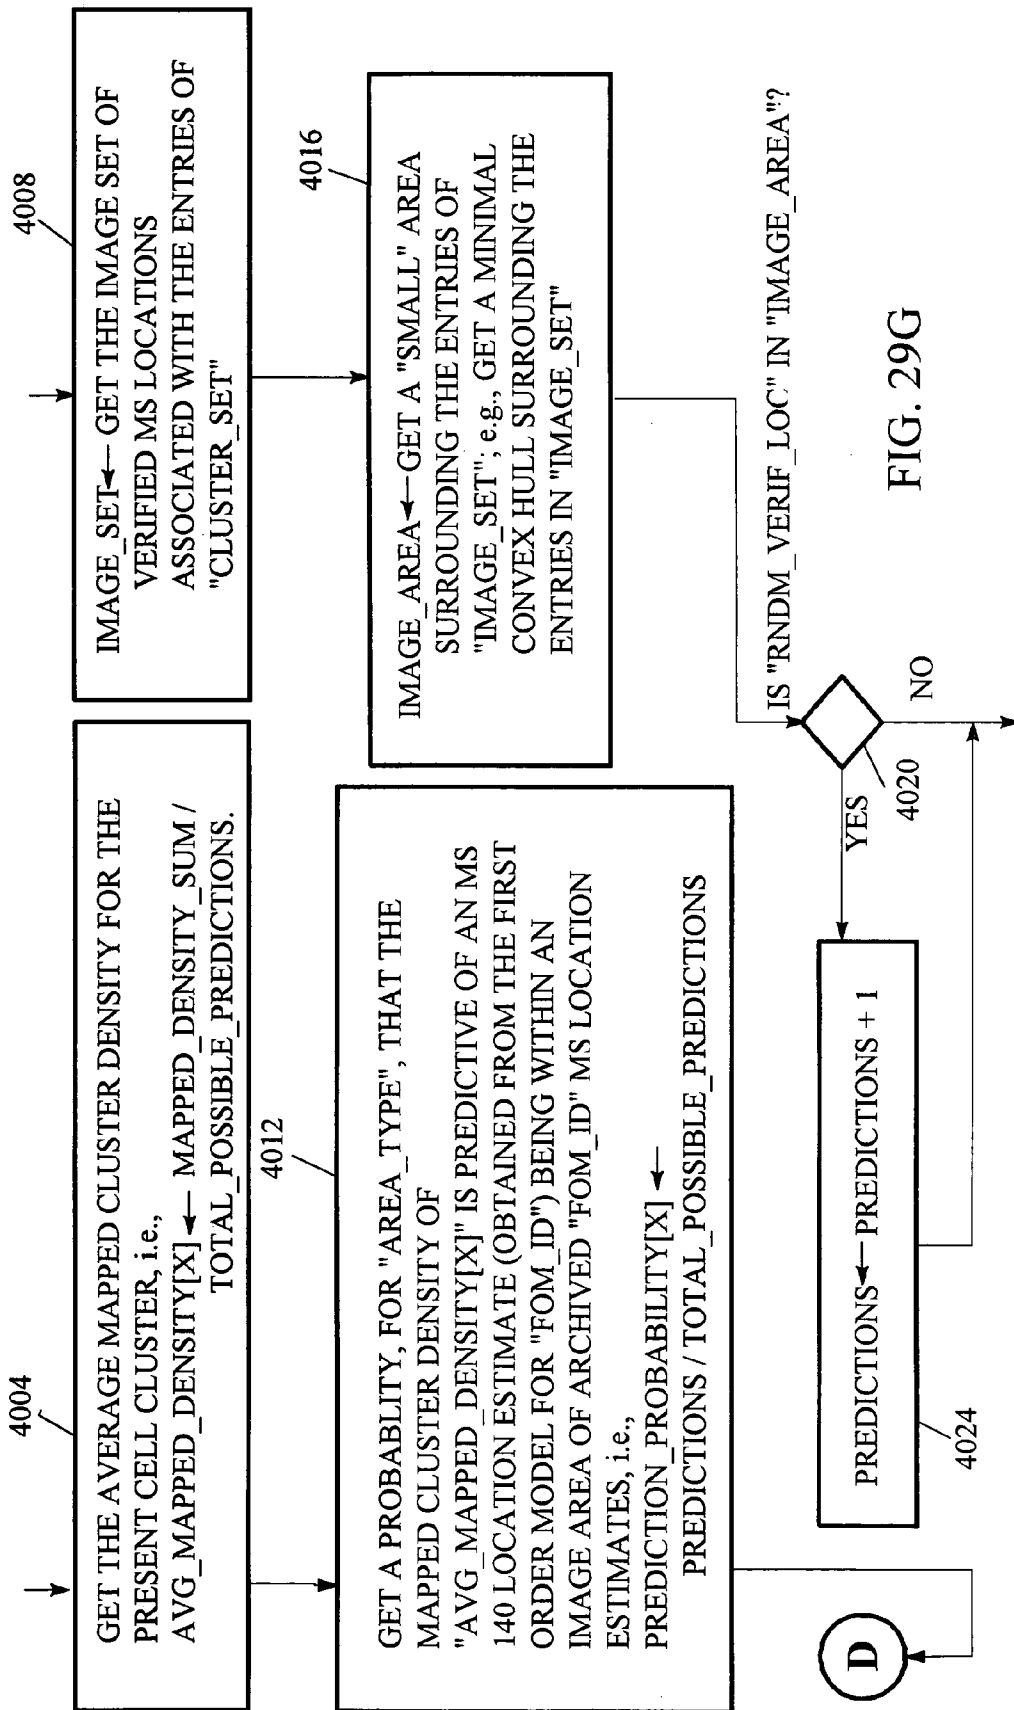 4004
GET THE AVERAGE MAPPED CLUSTER DENSITY FOR THE
PRESENT CELL CLUSTER, i.e.,
AVG_MAPPED_DENSITY[X] ← MAPPED_DENSITY_SUM /
TOTAL_POSSIBLE_PREDICTIONS.
4012
GET A PROBABLITY, FOR "AREA_TYPE", THAT THE
MAPPED CLUSTER DENSITY OF
"AVG_MAPPED_DENSITY[X]" IS PREDICTIVE OF AN MS
140 LOCATION ESTIMATE (OBTAINED FROM THE FIRST
ORDER MODEL FOR "FOM_ID") BEING WITHIN AN
IMAGE AREA OF ARCHIVED "FOM_ID" MS LOCATION
ESTIMATES, i.e.,
PREDICTION_PROBABILITY[X] ←
PREDICTIONS / TOTAL_POSSIBLE_PREDICTIONS
D
4008
IMAGE_SET ← GET THE IMAGE SET OF
VERIFIED MS LOCATIONS
ASSOCIATED WITH THE ENTRIES OF
"CLUSTER_SET"
4016
IMAGE_AREA ← GET A "SMALL" AREA
SURROUNDING THE ENTRIES OF
"IMAGE_SET"; e.g., GET A MINIMAL
CONVEX HULL SURROUNDING THE
ENTRIES IN "IMAGE_SET"
IS "RNDM_VERIF_LOC" IN "IMAGE_AREA"?
4020
YES
NO
PREDICTIONS ← PREDICTIONS + 1
4024
FIG. 29G